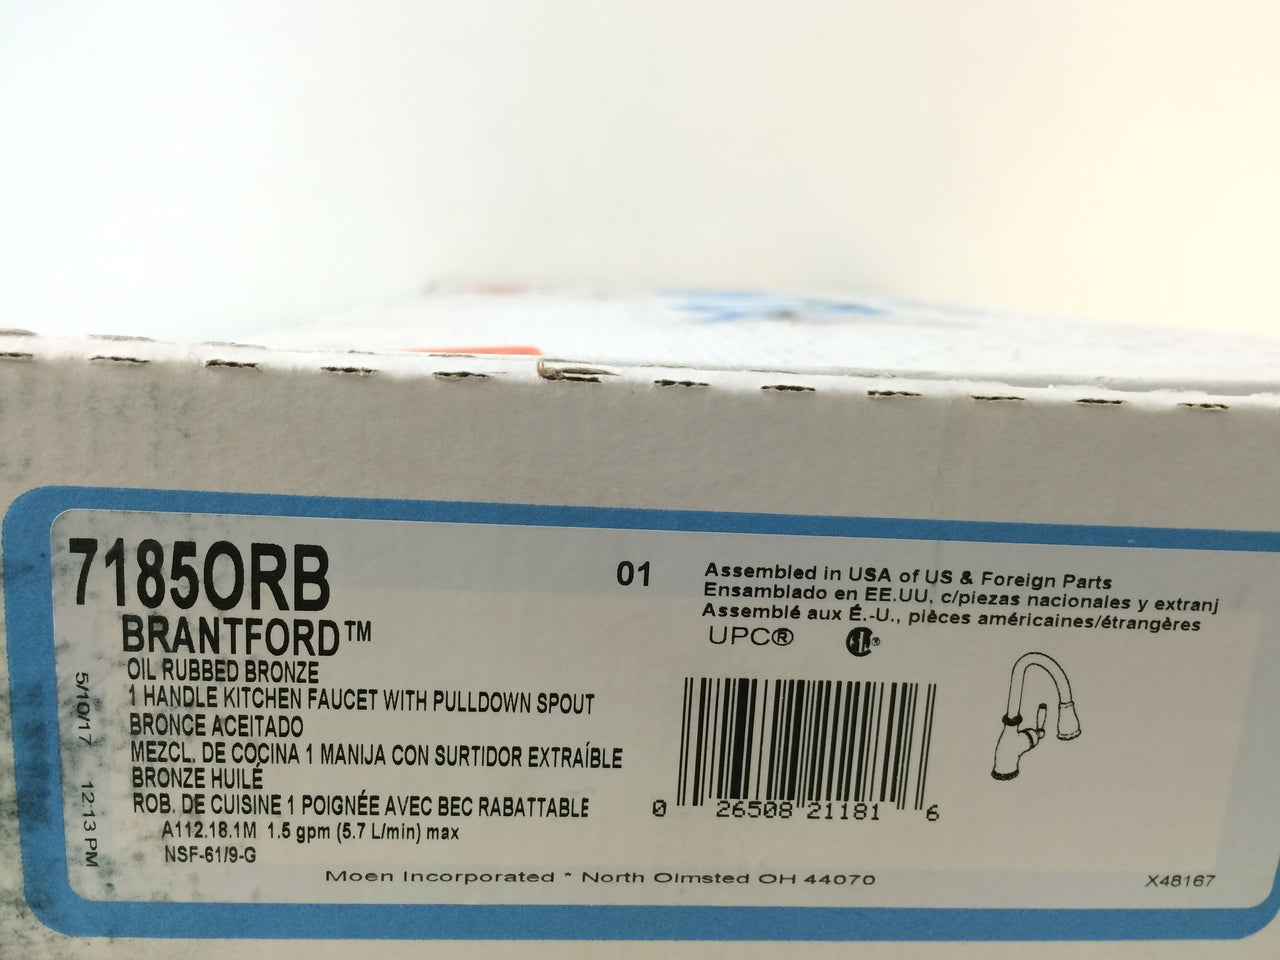 7185ORB
BRANTFORD™
OIL RUBBED BRONZE
1 HANDLE KITCHEN FAUCET WITH PULLDOWN SPOUT
BRONCE ACEITADO
MEZCL. DE COCINA 1 MANIJA CON SURTIDOR EXTRAÍBLE
BRONZE HUILÉ
ROB. DE CUISINE 1 POIGNÉE AVEC BEC RABATTABLE
A112.18.1M 1.5 gpm (5.7 L/min) max
NSF-61/9-G
5/10/17 12:13 PM
01
Assembled in USA of US & Foreign Parts
Ensamblado en EE.UU, c/piezas nacionales y extranj
Assemblé aux É.-U., pièces américaines/étrangères
UPC®
0 26508 21181 6
Moen Incorporated * North Olmsted OH 44070
X48167